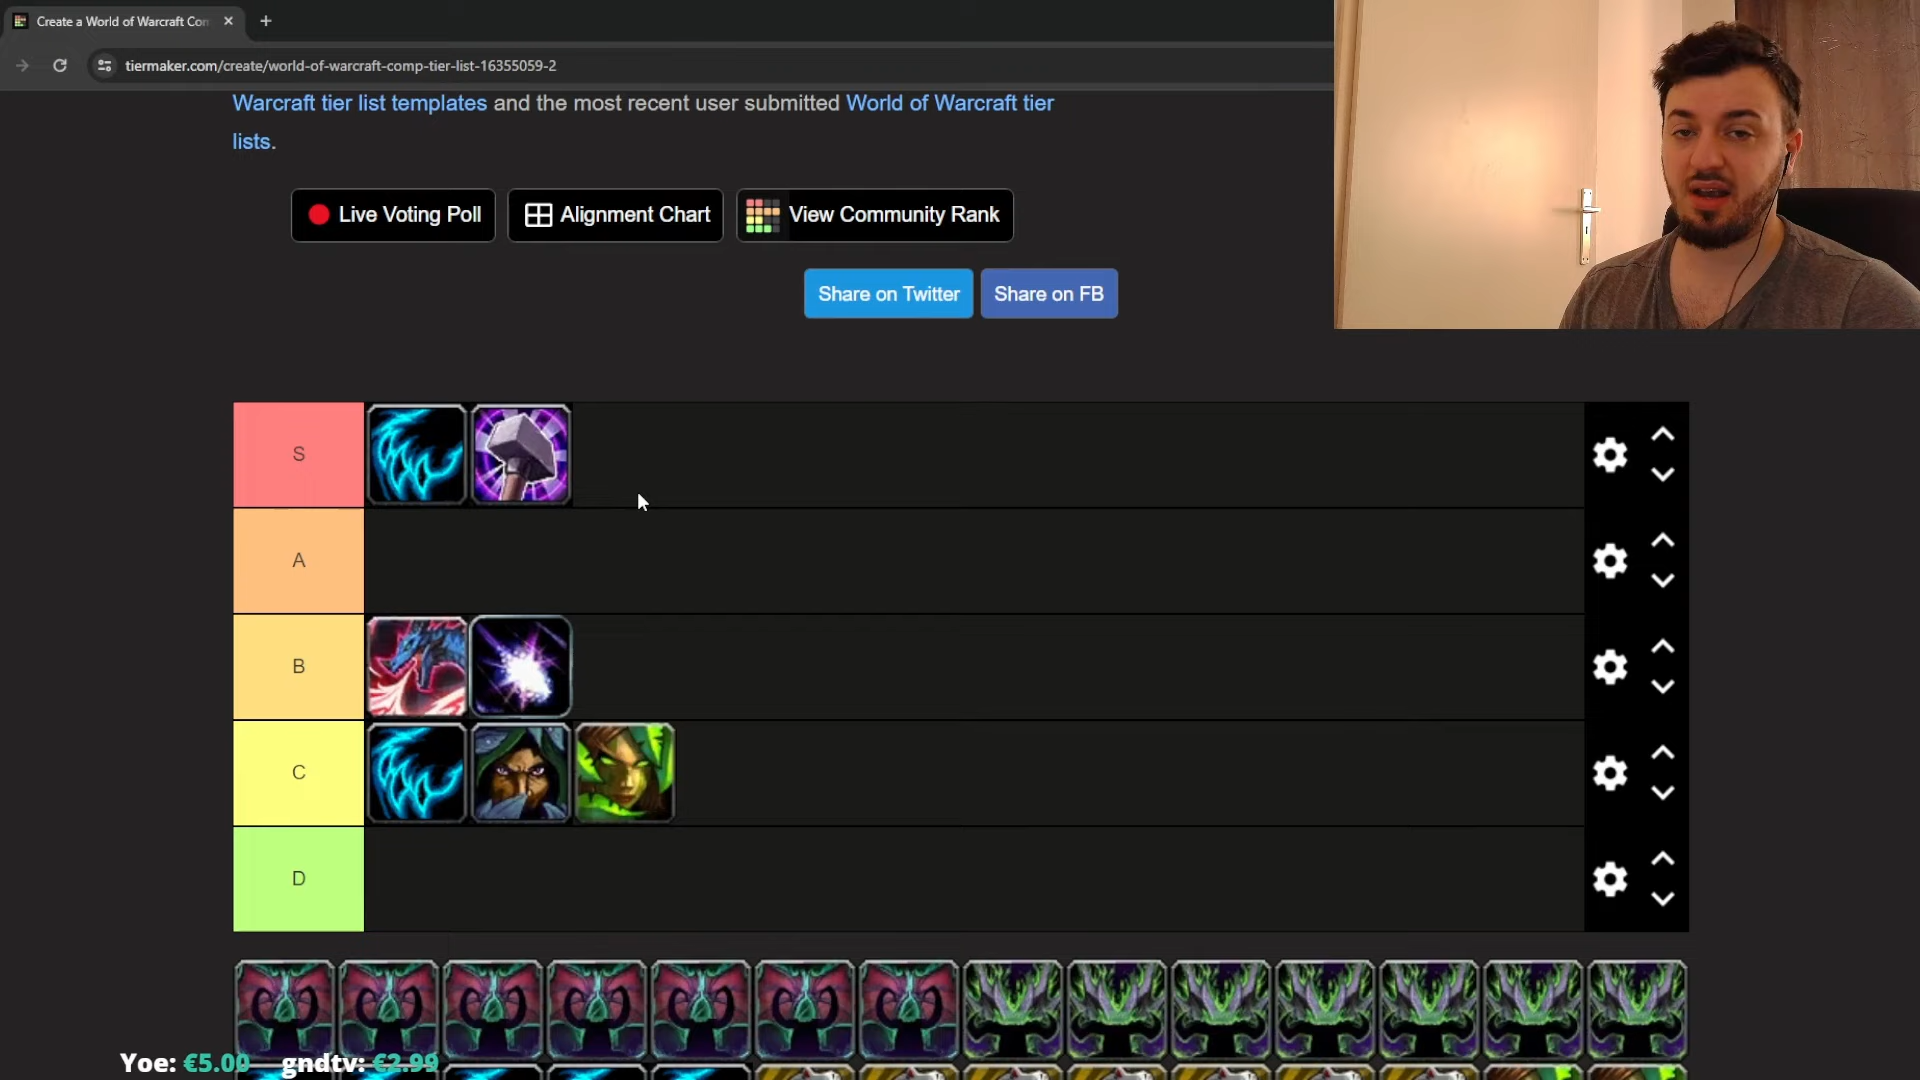 Create a World of Warcraft Con
tiermaker.com/create/world-of-warcraft-comp-tier-list-16355059-2
Warcraft tier list templates and the most recent user submitted World of Warcraft tier
lists.
Live Voting Poll
Alignment Chart
View Community Rank
Share on Twitter
Share on FB
S
A
B
C
D
Yoe: €5.00 gndtv: €2.99